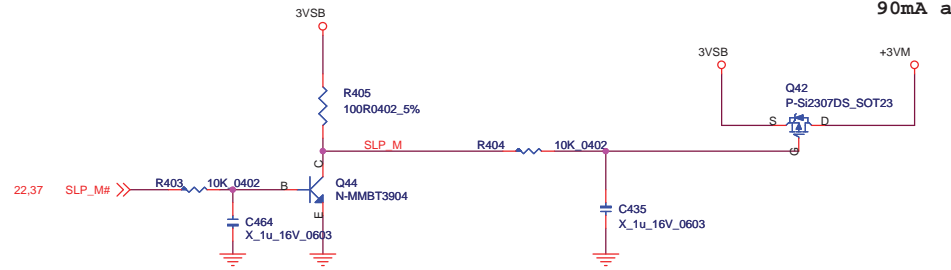 90mA a
3VSB
3VSB
+3VM
R405
100R0402_5%
Q42
P-Si2307DS_SOT23
S
D
G
SLP_M
R404
10K_0402
C
22,37
SLP_M#
R403
10K_0402
B
Q44
N-MMBT3904
E
C464
X_1u_16V_0603
C435
X_1u_16V_0603